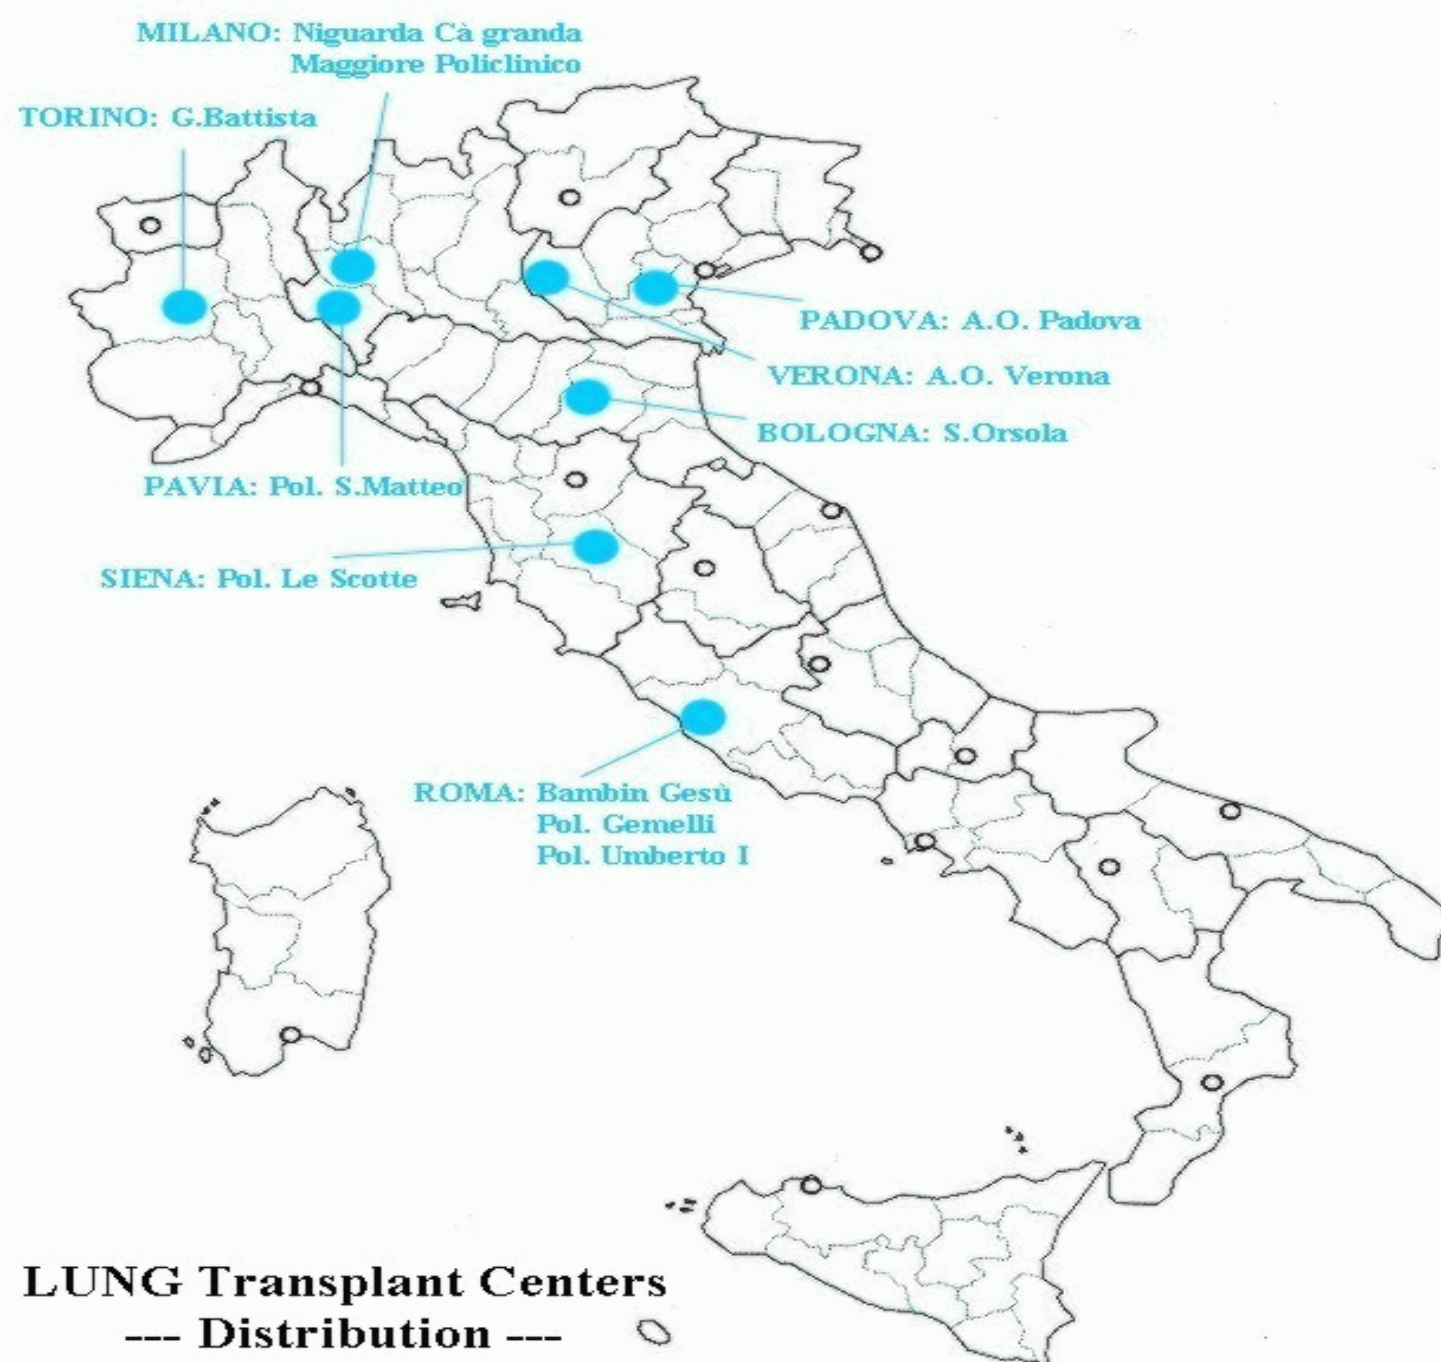 MILANO: Niguarda Cà granda
Maggiore Policlinico
TORINO: G.Battista
PADOVA: A.O. Padova
VERONA: A.O. Verona
BOLOGNA: S.Orsola
PAVIA: Pol. S.Matteo
SIENA: Pol. Le Scotte
ROMA: Bambin Gesù
Pol. Gemelli
Pol. Umberto I
LUNG Transplant Centers
--- Distribution ---